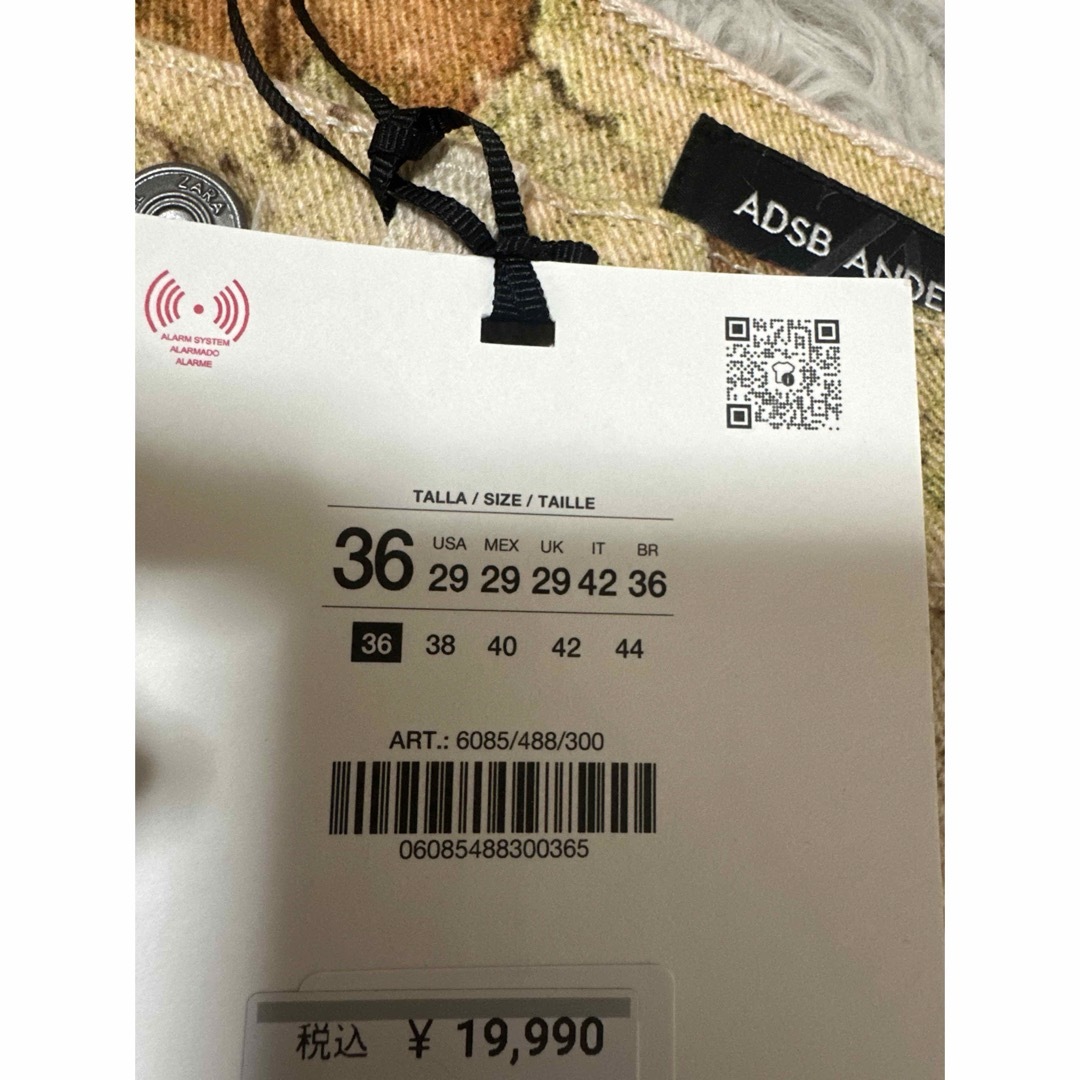 ZARA
ADSB ANDE
ALARM SYSTEM
ALARMADO
ALARME
TALLA / SIZE / TAILLE
36 USA MEX UK IT BR
29 29 29 42 36
36 38 40 42 44
ART.: 6085/488/300
06085488300365
税込 ¥ 19,990